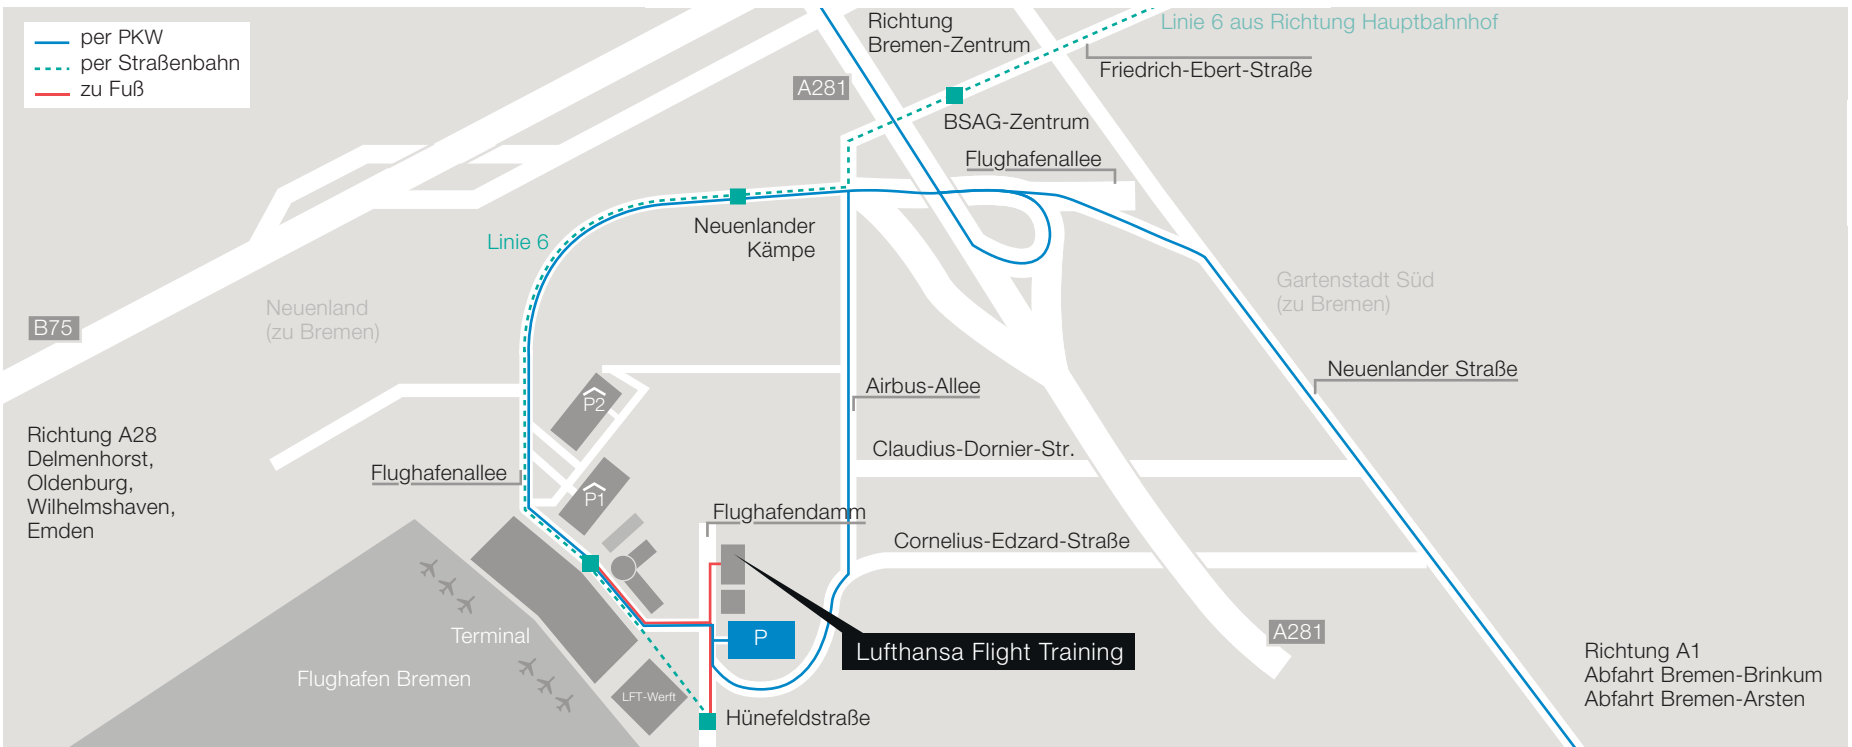 per PKW
per Straßenbahn
zu Fuß
Richtung
Bremen-Zentrum
Linie 6 aus Richtung Hauptbahnhof
Friedrich-Ebert-Straße
A281
BSAG-Zentrum
Flughafenallee
Neuenlander
Kämpe
Linie 6
Gartenstadt Süd
(zu Bremen)
Neuenland
(zu Bremen)
B75
Neuenlander Straße
Airbus-Allee
P2
Richtung A28
Delmenhorst,
Oldenburg,
Wilhelmshaven,
Emden
Claudius-Dornier-Str.
Flughafenallee
P1
Flughafendamm
Cornelius-Edzard-Straße
Terminal
P
Lufthansa Flight Training
A281
Richtung A1
Abfahrt Bremen-Brinkum
Abfahrt Bremen-Arsten
Flughafen Bremen
LFT-Werft
Hünefeldstraße